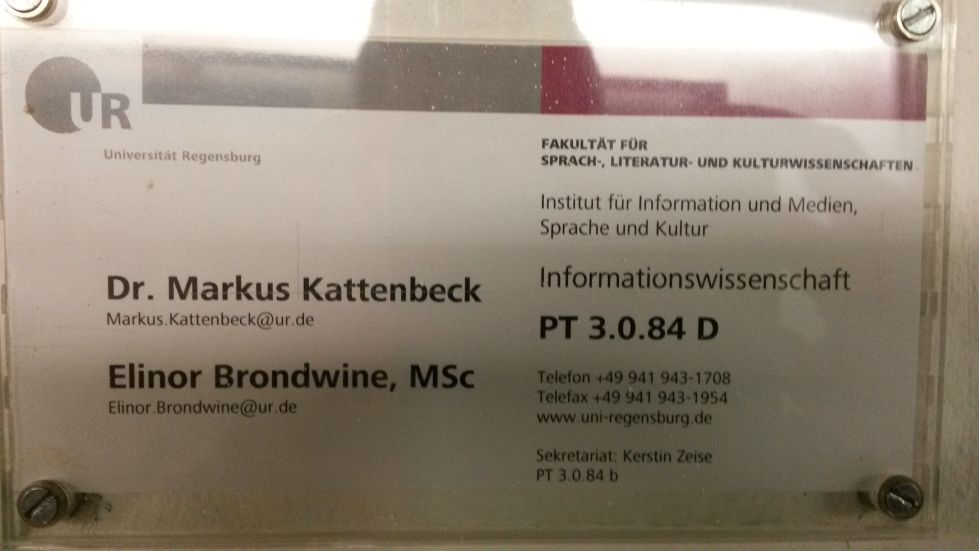 UR
Universität Regensburg
FAKULTÄT FÜR
SPRACH-, LITERATUR- UND KULTURWISSENSCHAFTEN
Institut für Information und Medien,
Sprache und Kultur
Dr. Markus Kattenbeck
Markus.Kattenbeck@ur.de
Elinor Brondwine, MSc
Elinor.Brondwine@ur.de
Informationswissenschaft
PT 3.0.84 D
Telefon +49 941 943-1708
Telefax +49 941 943-1954
www.uni-regensburg.de
Sekretariat: Kerstin Zeise
PT 3.0.84 b